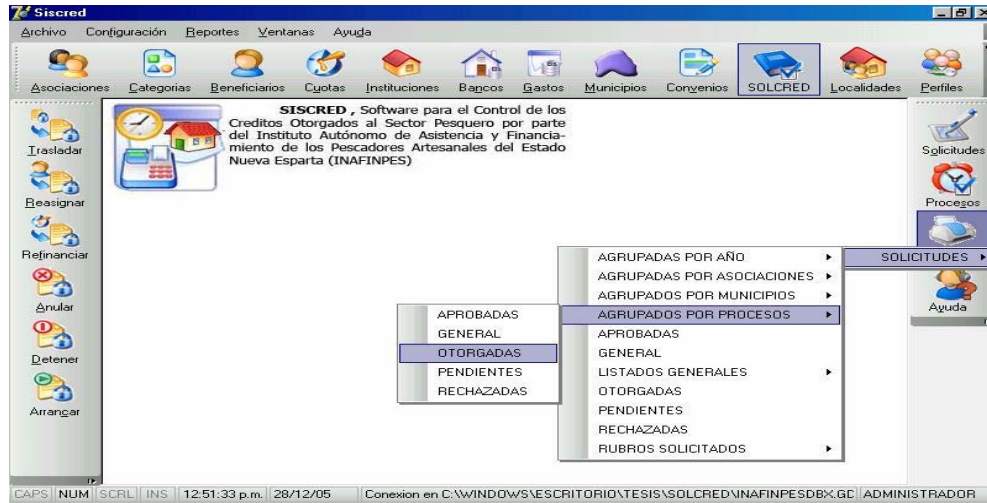 Siscred
Archivo Configuración Reportes Ventanas Ayuda
Asociaciones Categorias Beneficiarios Cuotas Instituciones Bancos Gastos Municipios Convenios SOLCRED Localidades Perfiles
SISCRED , Software para el Control de los
Creditos Otorgados al Sector Pesquero por parte
del Instituto Autónomo de Asistencia y Financia-
miento de los Pescadores Artesanales del Estado
Nueva Esparta (INAFINPES)
Trasladar
Reasignar
Refinanciar
Anular
Detener
Arrancar
Solicitudes
Procesos
SOLICITUDES
Ayuda
AGRUPADAS POR AÑO
AGRUPADAS POR ASOCIACIONES
AGRUPADOS POR MUNICIPIOS
AGRUPADOS POR PROCESOS
APROBADAS
GENERAL
LISTADOS GENERALES
OTORGADAS
PENDIENTES
RECHAZADAS
RUBROS SOLICITADOS
APROBADAS
GENERAL
OTORGADAS
PENDIENTES
RECHAZADAS
CAPS NUM SCRL INS 12:51:33 p.m. 28/12/05 Conexion en C:\WINDOWS\ESCRITORIO\TESIS\SOLCRED\INAFINPESDBX.GD ADMINISTRADOR